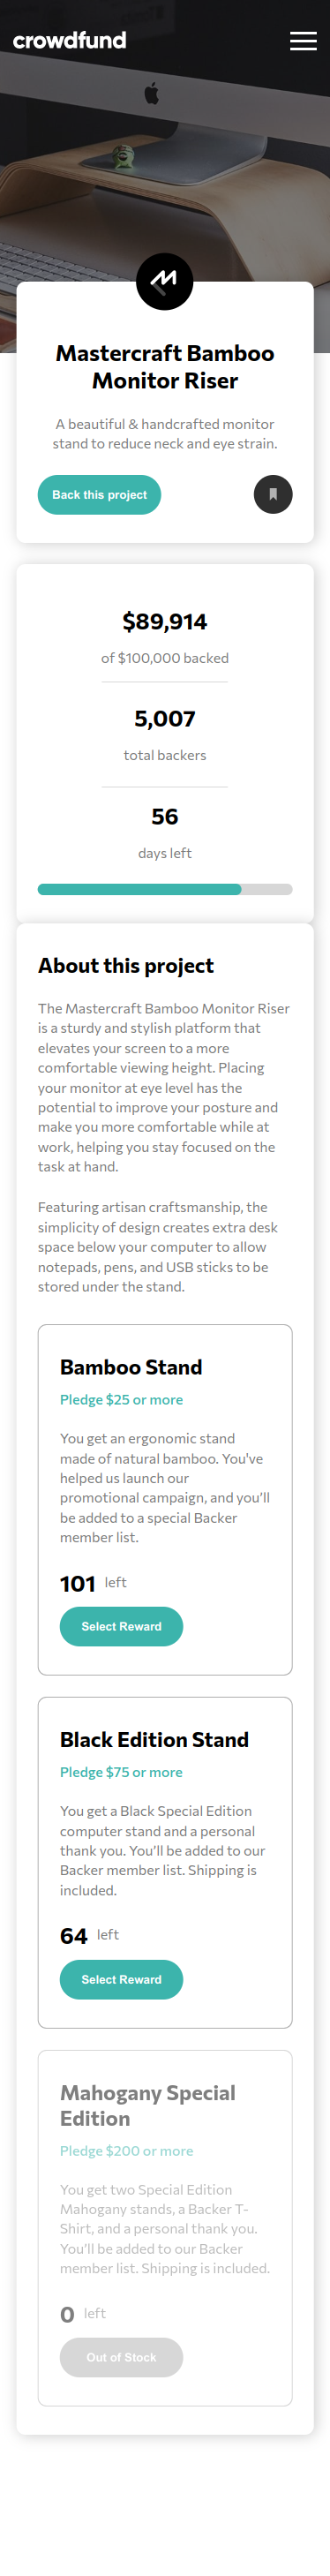 crowdfund
Mastercraft Bamboo
Monitor Riser
A beautiful & handcrafted monitor
stand to reduce neck and eye strain.
Back this project
$89,914
of $100,000 backed
5,007
total backers
56
days left
About this project
The Mastercraft Bamboo Monitor Riser
is a sturdy and stylish platform that
elevates your screen to a more
comfortable viewing height. Placing
your monitor at eye level has the
potential to improve your posture and
make you more comfortable while at
work, helping you stay focused on the
task at hand.
Featuring artisan craftsmanship, the
simplicity of design creates extra desk
space below your computer to allow
notepads, pens, and USB sticks to be
stored under the stand.
Bamboo Stand
Pledge $25 or more
You get an ergonomic stand
made of natural bamboo. You've
helped us launch our
promotional campaign, and you’ll
be added to a special Backer
member list.
101 left
Select Reward
Black Edition Stand
Pledge $75 or more
You get a Black Special Edition
computer stand and a personal
thank you. You’ll be added to our
Backer member list. Shipping is
included.
64 left
Select Reward
Mahogany Special
Edition
Pledge $200 or more
You get two Special Edition
Mahogany stands, a Backer T-
Shirt, and a personal thank you.
You’ll be added to our Backer
member list. Shipping is included.
0 left
Out of Stock